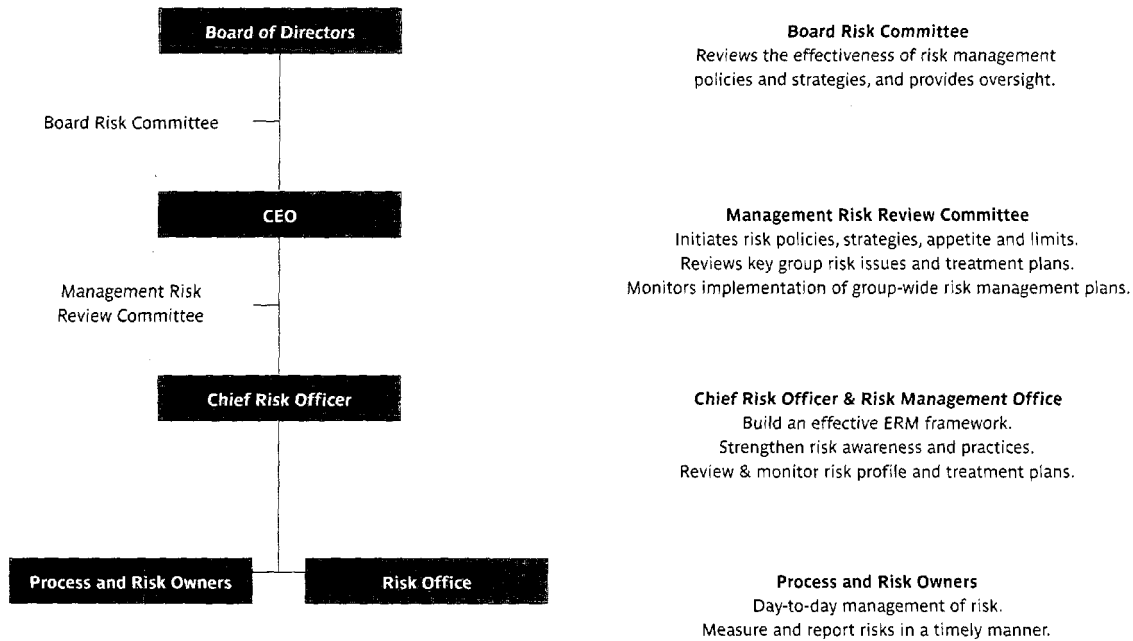 Board of Directors
Board Risk Committee
Reviews the effectiveness of risk management
policies and strategies, and provides oversight.
Board Risk Committee
CEO
Management Risk Review Committee
Initiates risk policies, strategies, appetite and limits.
Reviews key group risk issues and treatment plans.
Monitors implementation of group-wide risk management plans.
Management Risk
Review Committee
Chief Risk Officer
Chief Risk Officer & Risk Management Office
Build an effective ERM framework.
Strengthen risk awareness and practices.
Review & monitor risk profile and treatment plans.
Process and Risk Owners
Risk Office
Process and Risk Owners
Day-to-day management of risk.
Measure and report risks in a timely manner.